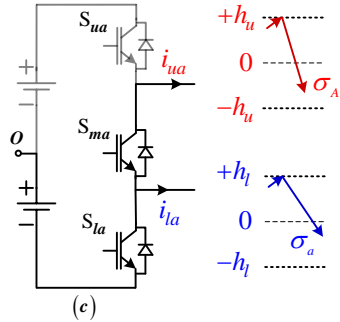 S_ua
+
−
i_ua
o
S_ma
+
−
i_la
S_la
(c)
+h_u
0
σ_A
−h_u
+h_l
0
σ_a
−h_l